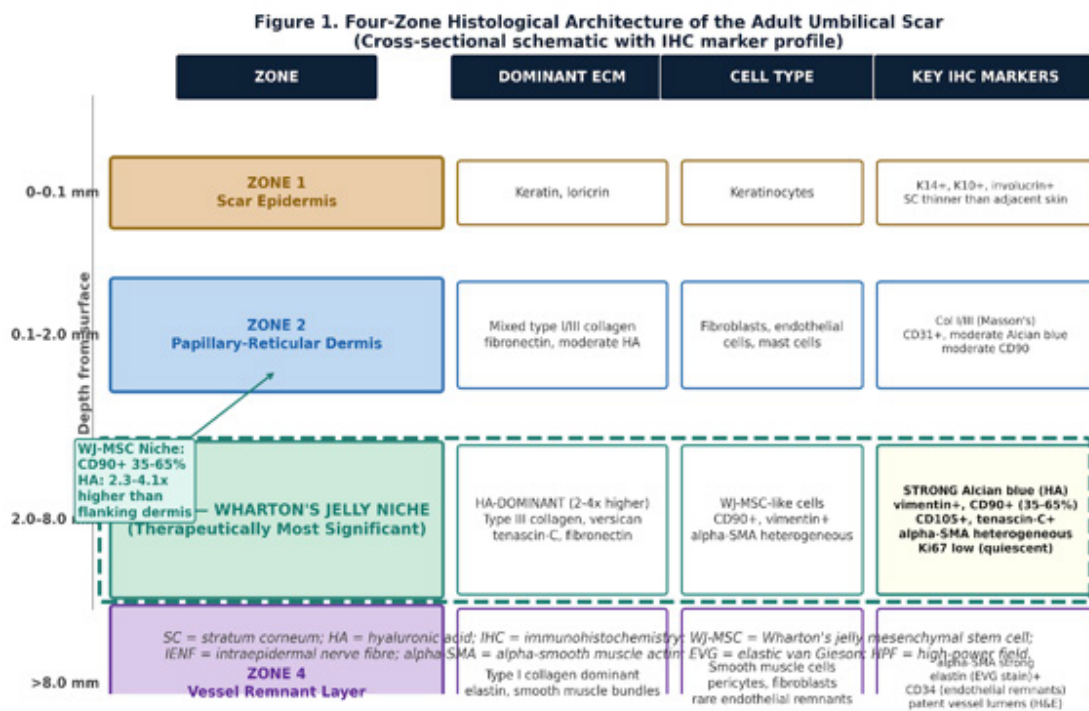 Figure 1. Four-Zone Histological Architecture of the Adult Umbilical Scar
(Cross-sectional schematic with IHC marker profile)
ZONE
DOMINANT ECM
CELL TYPE
KEY IHC MARKERS
Depth from surface
0–0.1 mm
ZONE 1
Scar Epidermis
Keratin, loricrin
Keratinocytes
K14+, K10+, involucrin+
SC thinner than adjacent skin
0.1–2.0 mm
ZONE 2
Papillary-Reticular Dermis
Mixed type I/III collagen
fibronectin, moderate HA
Fibroblasts, endothelial
cells, mast cells
Col I/III (Masson's)
CD31+, moderate Alcian blue
moderate CD90
WJ-MSC Niche:
CD90+ 35-65%
HA: 2.3-4.1x
higher than
flanking dermis
2.0-8.0
— WHARTON'S JELLY NICHE
(Therapeutically Most Significant)
HA-DOMINANT (2-4x higher)
Type III collagen, versican
tenascin-C, fibronectin
WJ-MSC-like cells
CD90+, vimentin+
alpha-SMA heterogeneous
STRONG Alcian blue (HA)
vimentin+, CD90+ (35-65%)
CD105+, tenascin-C+
alpha-SMA heterogeneous
Ki67 low (quiescent)
SC = stratum corneum; HA = hyaluronic acid; IHC = immunohistochemistry; WJ-MSC = Wharton's jelly mesenchymal stem cell;
IENF = intraepidermal nerve fibre; alpha-SMA = alpha-smooth muscle actin; EVG = elastic van Gieson; HPF = high-power field.
>8.0 mm
ZONE 4
Vessel Remnant Layer
Type I collagen dominant
elastin, smooth muscle bundles
Smooth muscle cells
pericytes, fibroblasts
rare endothelial remnants
alpha-SMA strong
elastin (EVG stain)+
CD34 (endothelial remnants)
patent vessel lumens (H&E)